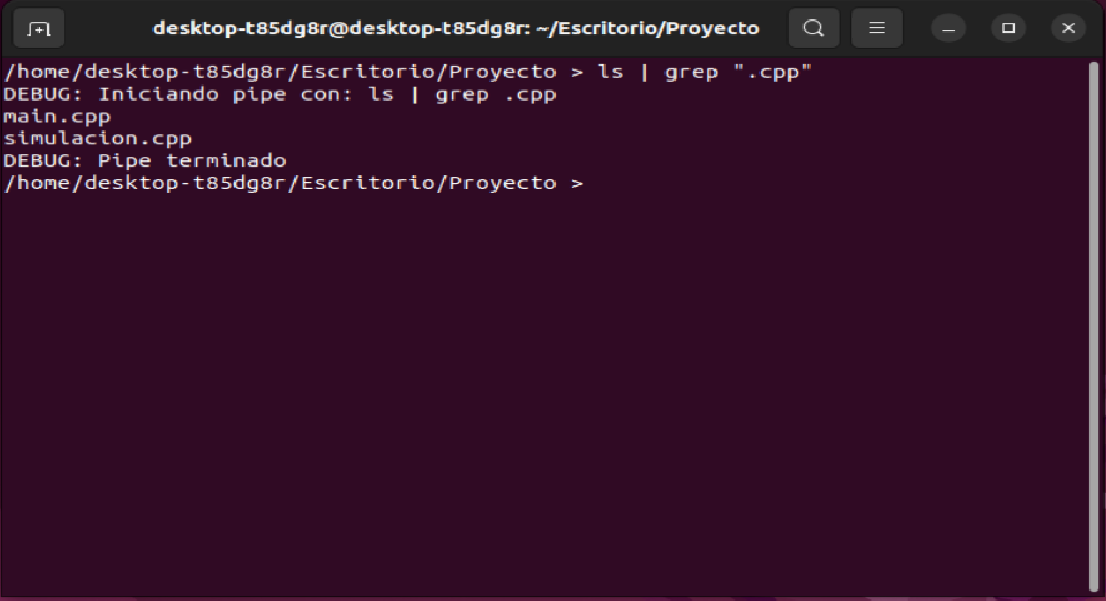 desktop-t85dg8r@desktop-t85dg8r: ~/Escritorio/Proyecto
/home/desktop-t85dg8r/Escritorio/Proyecto > ls | grep ".cpp"
DEBUG: Iniciando pipe con: ls | grep .cpp
main.cpp
simulacion.cpp
DEBUG: Pipe terminado
/home/desktop-t85dg8r/Escritorio/Proyecto >